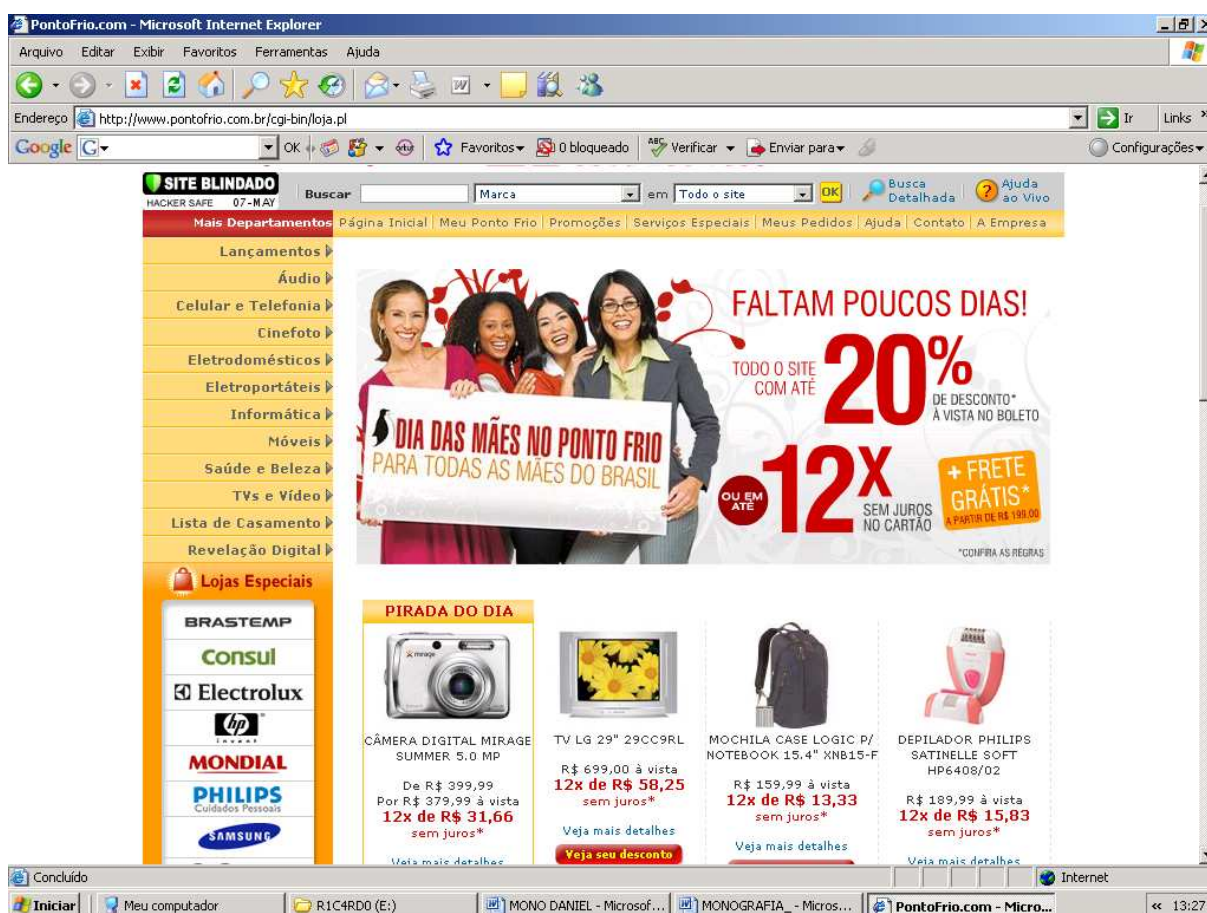 PontoFrio.com - Microsoft Internet Explorer
Arquivo Editar Exibir Favoritos Ferramentas Ajuda
Endereço http://www.pontofrio.com.br/cgi-bin/loja.pl Ir Links
Google G OK Favoritos 0 bloqueado Verificar Enviar para Configurações
SITE BLINDADO
HACKER SAFE 07-MAY
Buscar Marca em Todo o site OK Busca Detalhada Ajuda ao Vivo
Mais Departamentos Página Inicial Meu Ponto Frio Promoções Serviços Especiais Meus Pedidos Ajuda Contato A Empresa
Lançamentos
Áudio
Celular e Telefonia
Cinefoto
Eletrodomésticos
Eletroportáteis
Informática
Móveis
Saúde e Beleza
TVs e Vídeo
Lista de Casamento
Revelação Digital
Lojas Especiais
BRASTEMP
Consul
Electrolux
hp
invent
MONDIAL
PHILIPS
Cuidados Pessoais
SAMSUNG
DIA DAS MÃES NO PONTO FRIO
PARA TODAS AS MÃES DO BRASIL
FALTAM POUCOS DIAS!
TODO O SITE
COM ATÉ
20%
DE DESCONTO*
À VISTA NO BOLETO
OU EM
ATÉ
12X
SEM JUROS
NO CARTÃO
+ FRETE
GRÁTIS*
A PARTIR DE R$ 199,00
*CONFIRA AS REGRAS
PIRADA DO DIA
mirage
CÂMERA DIGITAL MIRAGE
SUMMER 5.0 MP
De R$ 399,99
Por R$ 379,99 à vista
12x de R$ 31,66
sem juros*
Veja mais detalhes
TV LG 29" 29CC9RL
R$ 699,00 à vista
12x de R$ 58,25
sem juros*
Veja mais detalhes
Veja seu desconto
MOCHILA CASE LOGIC P/
NOTEBOOK 15.4" XNB15-F
R$ 159,99 à vista
12x de R$ 13,33
sem juros*
Veja mais detalhes
DEPILADOR PHILIPS
SATINELLE SOFT
HP6408/02
R$ 189,99 à vista
12x de R$ 15,83
sem juros*
Veja mais detalhes
Concluído Internet
Iniciar Meu computador R1C4RD0 (E:) MONO DANIEL - Microsof... MONOGRAFIA_ - Micros... PontoFrio.com - Micro... 13:27